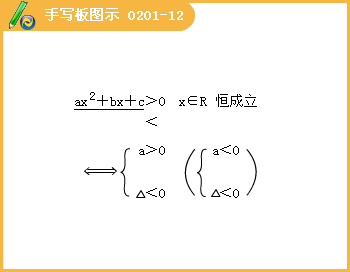 手写板图示 0201-12
ax²+bx+c>0 x∈R 恒成立
<
⟺ { a>0 ( { a<0
Δ<0 Δ<0 )